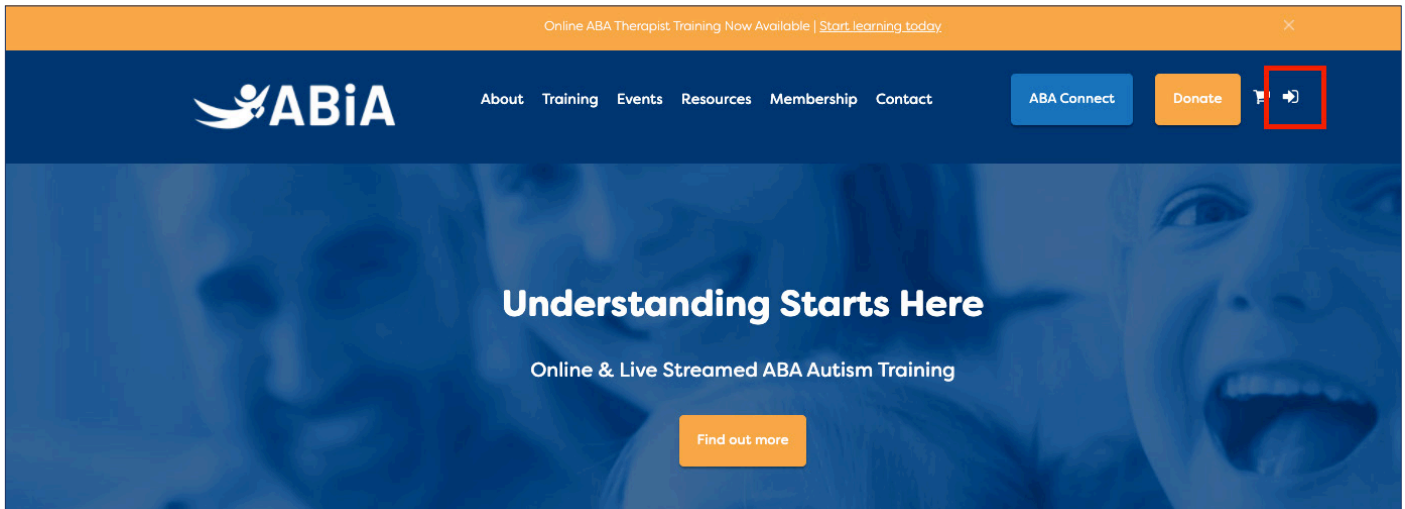 Online ABA Therapist Training Now Available | Start learning today
ABiA
About Training Events Resources Membership Contact
ABA Connect
Donate
Understanding Starts Here
Online & Live Streamed ABA Autism Training
Find out more